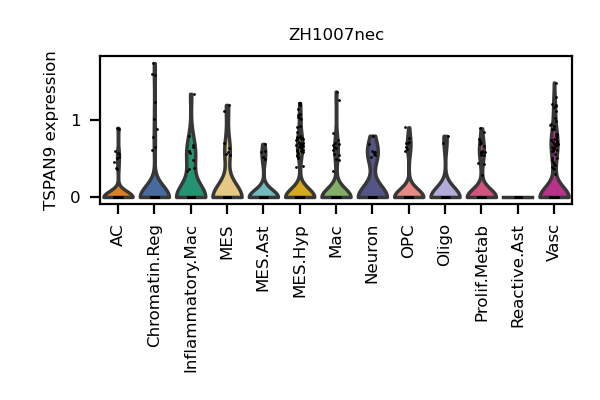 ZH1007nec
TSPAN9 expression
1
0
AC
Chromatin.Reg
Inflammatory.Mac
MES
MES.Ast
MES.Hyp
Mac
Neuron
OPC
Oligo
Prolif.Metab
Reactive.Ast
Vasc